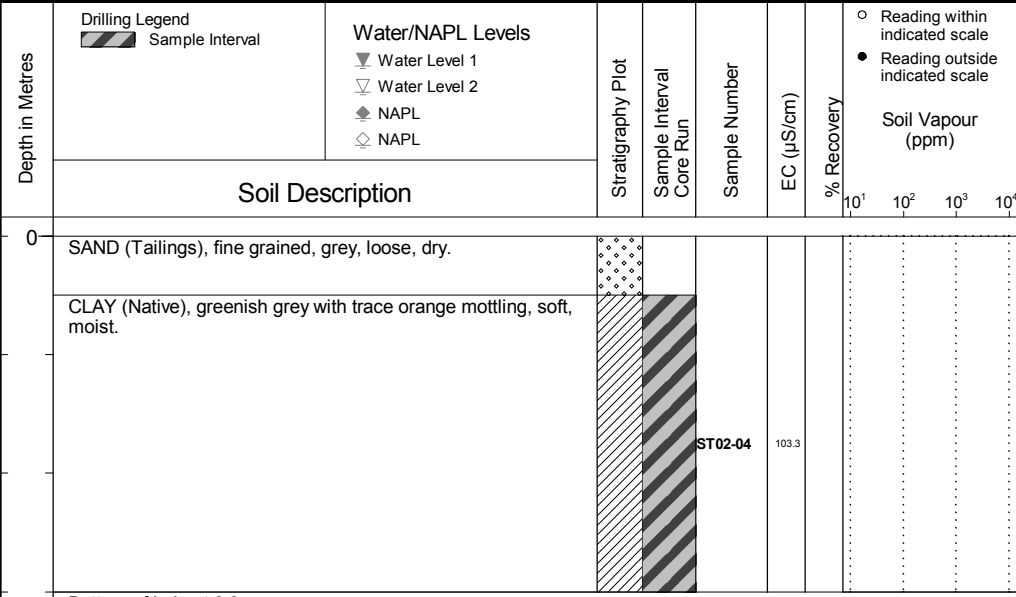 Depth in Metres
Drilling Legend
Sample Interval
Water/NAPL Levels
Water Level 1
Water Level 2
NAPL
NAPL
Soil Description
Stratigraphy Plot
Sample Interval
Core Run
Sample Number
EC (µS/cm)
% Recovery
Reading within
indicated scale
Reading outside
indicated scale
Soil Vapour
(ppm)
10¹ 10² 10³ 10⁴
0
SAND (Tailings), fine grained, grey, loose, dry.
CLAY (Native), greenish grey with trace orange mottling, soft,
moist.
ST02-04
103.3